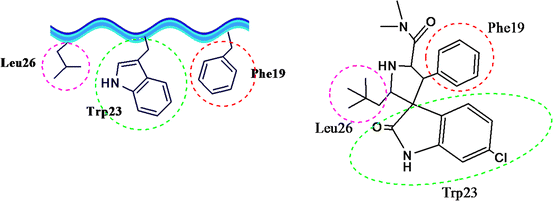 Leu26
HN
Trp23
Phe19
N
O
HN
Phe19
Leu26
O
N
H
Cl
Trp23